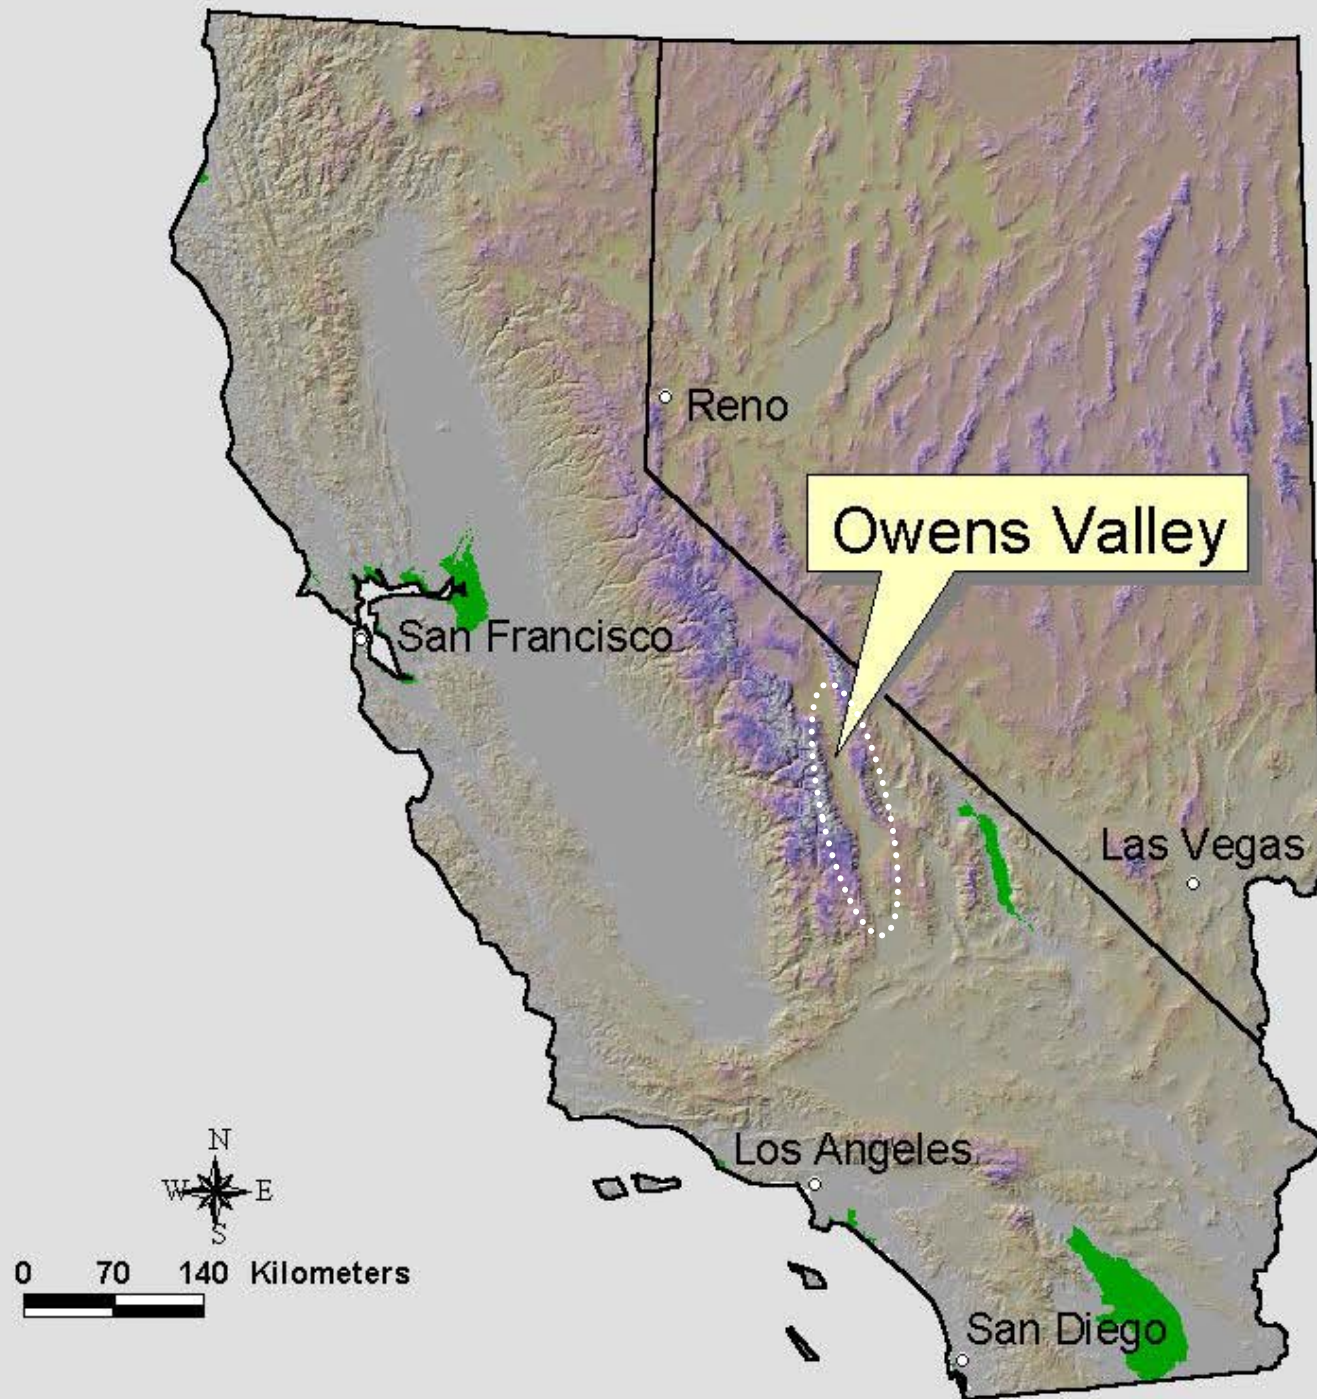 Reno
Owens Valley
San Francisco
Las Vegas
Los Angeles
N
W E
S
0 70 140 Kilometers
San Diego